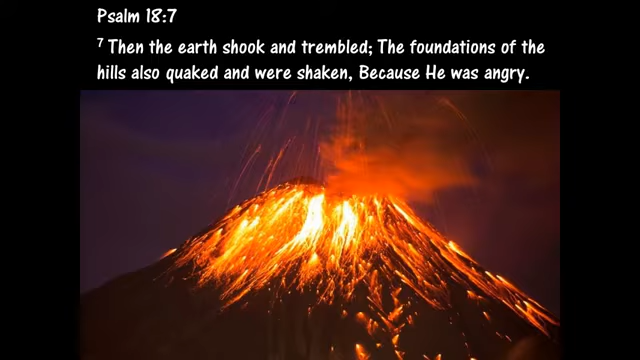 Psalm 18:7
7 Then the earth shook and trembled; The foundations of the
hills also quaked and were shaken, Because He was angry.